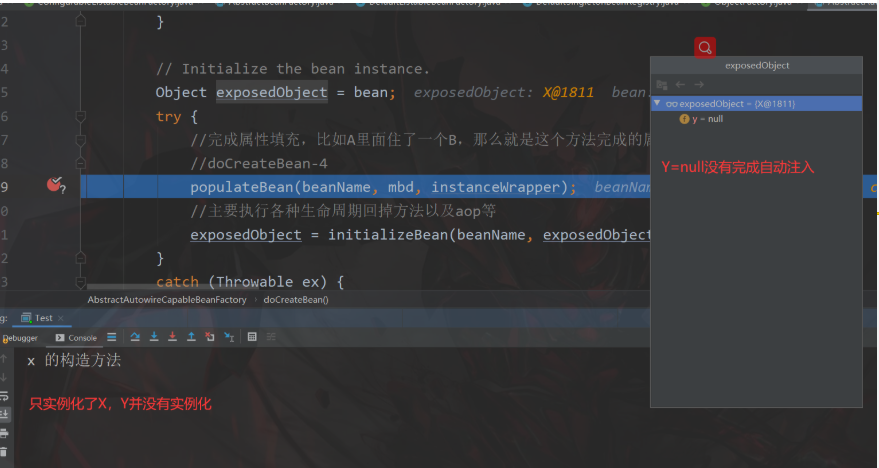 2
}
3
4
// Initialize the bean instance.
5
Object exposedObject = bean; exposedObject: X@1811 bean:
6
try {
7
//完成属性填充，比如A里面住了一个B，那么就是这个方法完成的属
8
//doCreateBean-4
9
populateBean(beanName, mbd, instanceWrapper); beanNam
0
//主要执行各种生命周期回掉方法以及aop等
1
exposedObject = initializeBean(beanName, exposedObject
2
}
3
catch (Throwable ex) {
exposedObject
exposedObject = {X@1811}
y = null
Y=null没有完成自动注入
AbstractAutowireCapableBeanFactory
doCreateBean()
Test
Debugger
Console
x 的构造方法
只实例化了X，Y并没有实例化